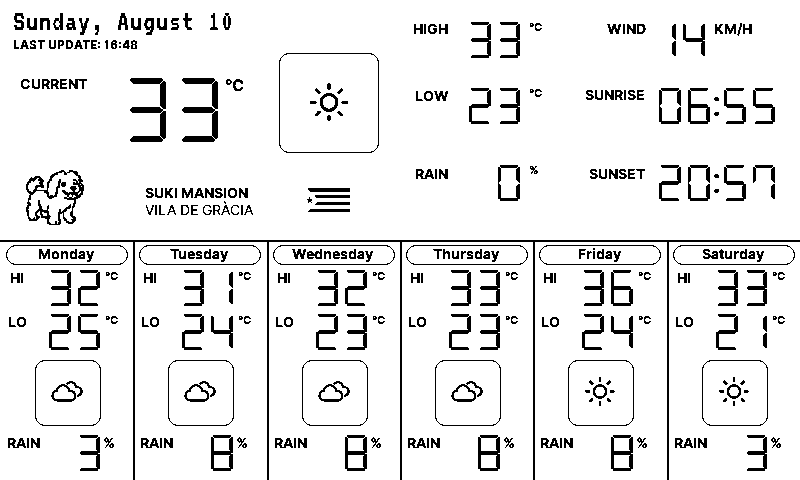 Sunday, August 10
LAST UPDATE: 16:48
CURRENT 33 °C
HIGH 33 °C
WIND 14 KM/H
LOW 23 °C
SUNRISE 06:55
RAIN 0 %
SUNSET 20:57
SUKI MANSION
VILA DE GRÀCIA
Monday
HI 32 °C
LO 25 °C
RAIN 3 %
Tuesday
HI 31 °C
LO 24 °C
RAIN 8 %
Wednesday
HI 32 °C
LO 23 °C
RAIN 8 %
Thursday
HI 33 °C
LO 23 °C
RAIN 8 %
Friday
HI 36 °C
LO 24 °C
RAIN 8 %
Saturday
HI 33 °C
LO 21 °C
RAIN 3 %